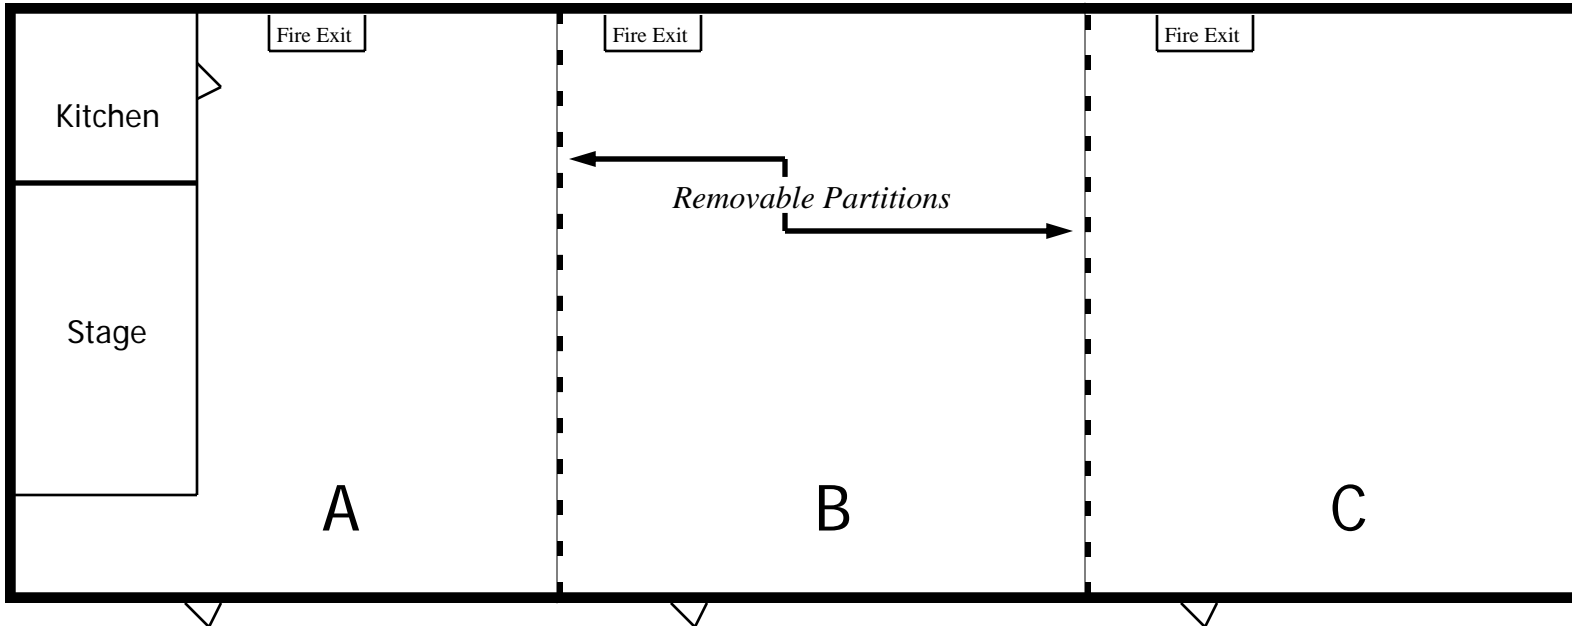 Fire Exit
Fire Exit
Fire Exit
Kitchen
Removable Partitions
Stage
A
B
C